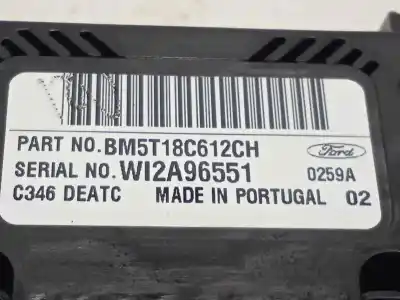 PART NO. BM5T18C612CH Ford
SERIAL NO. WI2A96551 0259A
C346 DEATC MADE IN PORTUGAL 02